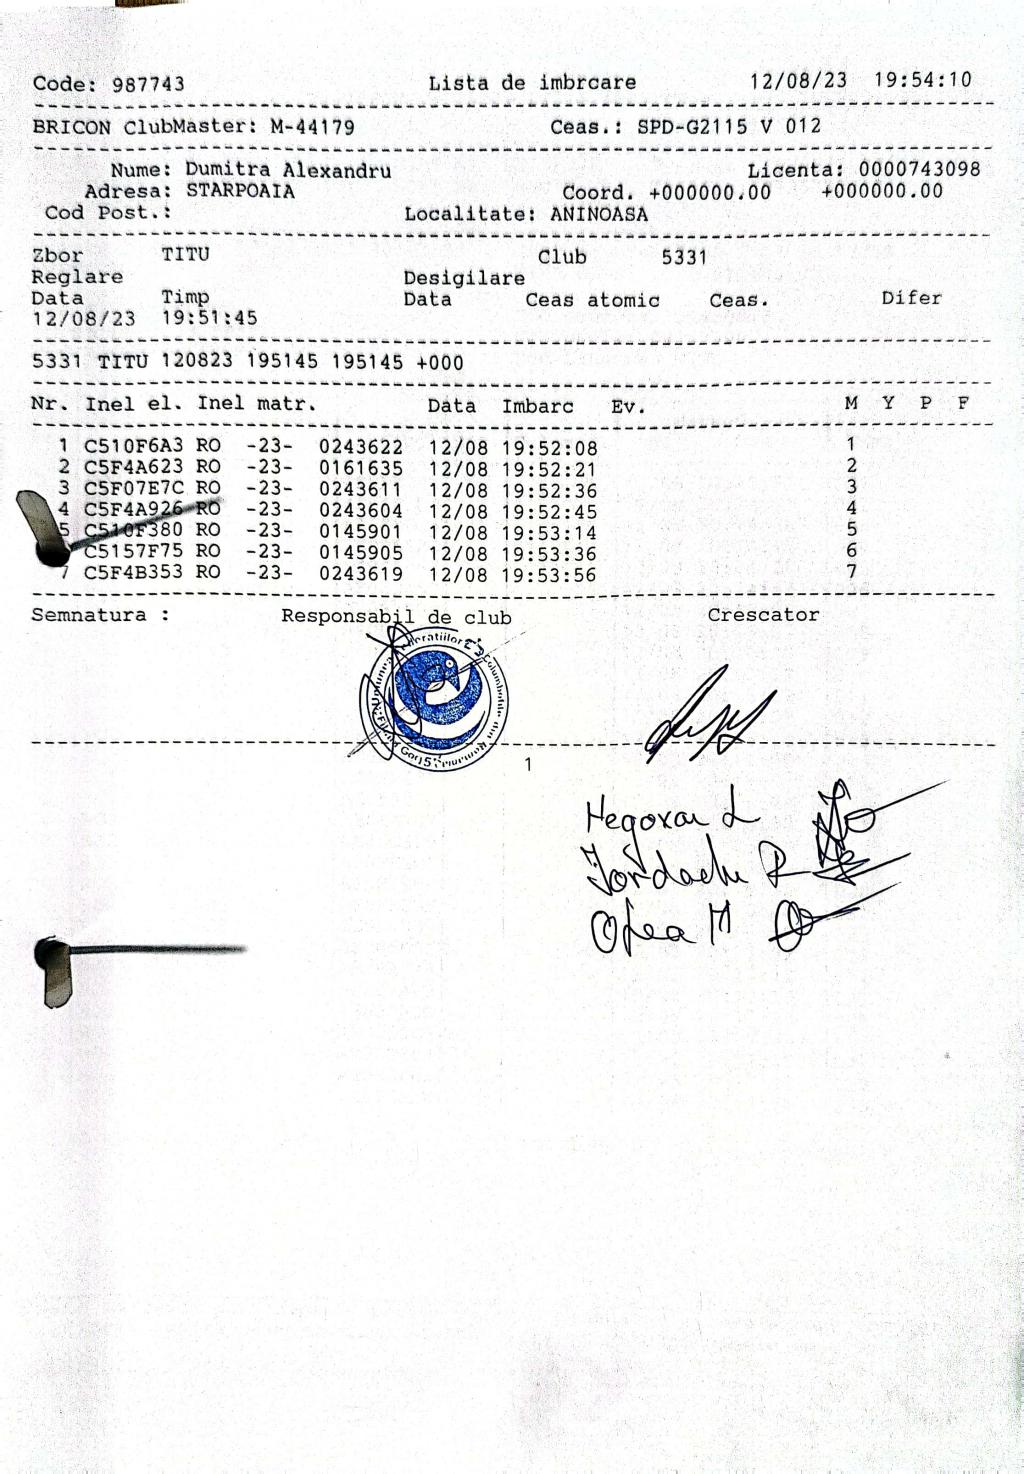 Code: 987743 Lista de imbrcare 12/08/23 19:54:10
BRICON ClubMaster: M-44179 Ceas.: SPD-G2115 V 012
Nume: Dumitra Alexandru Licenta: 0000743098
Adresa: STARPOAIA Coord. +000000.00 +000000.00
Cod Post.: Localitate: ANINOASA
Zbor TITU Club 5331
Reglare Desigilare
Data Timp Data Ceas atomic Ceas. Difer
12/08/23 19:51:45
5331 TITU 120823 195145 195145 +000
Nr. Inel el. Inel matr. Data Imbarc Ev. M Y P F
1 C510F6A3 RO -23- 0243622 12/08 19:52:08 1
2 C5F4A623 RO -23- 0161635 12/08 19:52:21 2
3 C5F07E7C RO -23- 0243611 12/08 19:52:36 3
4 C5F4A926 RO -23- 0243604 12/08 19:52:45 4
5 C510F380 RO -23- 0145901 12/08 19:53:14 5
C5157F75 RO -23- 0145905 12/08 19:53:36 6
7 C5F4B353 RO -23- 0243619 12/08 19:53:56 7
Semnatura : Responsabil de club Crescator
1